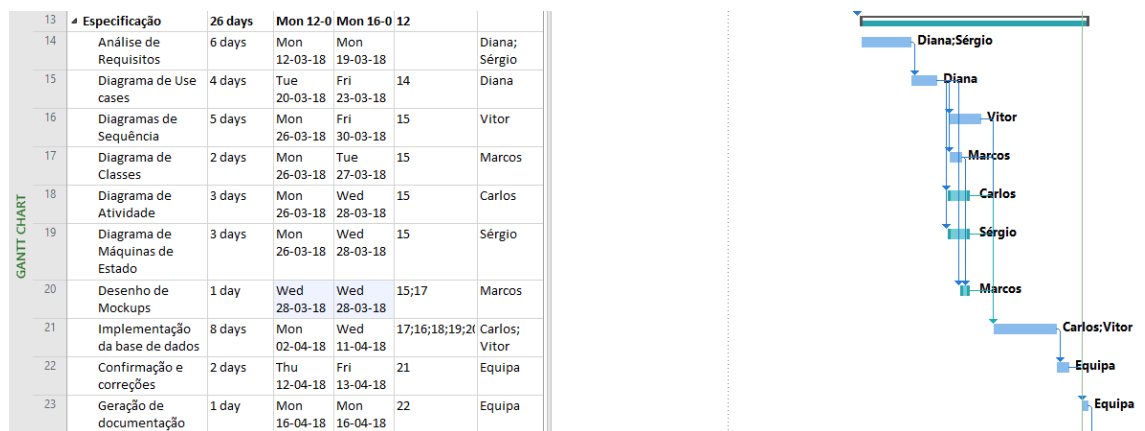 13 Especificação 26 days Mon 12-0 Mon 16-0 12
14 Análise de 6 days Mon Mon Diana;
Requisitos 12-03-18 19-03-18 Sérgio
15 Diagrama de Use 4 days Tue Fri 14 Diana
cases 20-03-18 23-03-18
16 Diagramas de 5 days Mon Fri 15 Vitor
Sequência 26-03-18 30-03-18
17 Diagrama de 2 days Mon Tue 15 Marcos
Classes 26-03-18 27-03-18
18 Diagrama de 3 days Mon Wed 15 Carlos
Atividade 26-03-18 28-03-18
19 Diagrama de 3 days Mon Wed 15 Sérgio
Máquinas de 26-03-18 28-03-18
Estado
20 Desenho de 1 day Wed Wed 15;17 Marcos
Mockups 28-03-18 28-03-18
21 Implementação 8 days Mon Wed 17;16;18;19;20 Carlos;
da base de dados 02-04-18 11-04-18 Vitor
22 Confirmação e 2 days Thu Fri 21 Equipa
correções 12-04-18 13-04-18
23 Geração de 1 day Mon Mon 22 Equipa
documentação 16-04-18 16-04-18
GANTT CHART
Diana;Sérgio
Diana
Vitor
Marcos
Carlos
Sérgio
Marcos
Carlos;Vitor
Equipa
Equipa